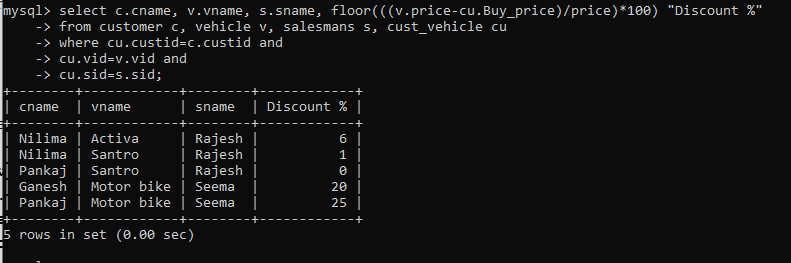 mysql> select c.cname, v.vname, s.sname, floor(((v.price-cu.Buy_price)/price)*100) "Discount %"
    -> from customer c, vehicle v, salesmans s, cust_vehicle cu
    -> where cu.custid=c.custid and
    -> cu.vid=v.vid and
    -> cu.sid=s.sid;
+--------+------------+--------+------------+
| cname  | vname      | sname  | Discount % |
+--------+------------+--------+------------+
| Nilima | Activa     | Rajesh |          6 |
| Nilima | Santro     | Rajesh |          1 |
| Pankaj | Santro     | Rajesh |          0 |
| Ganesh | Motor bike | Seema  |         20 |
| Pankaj | Motor bike | Seema  |         25 |
+--------+------------+--------+------------+
5 rows in set (0.00 sec)